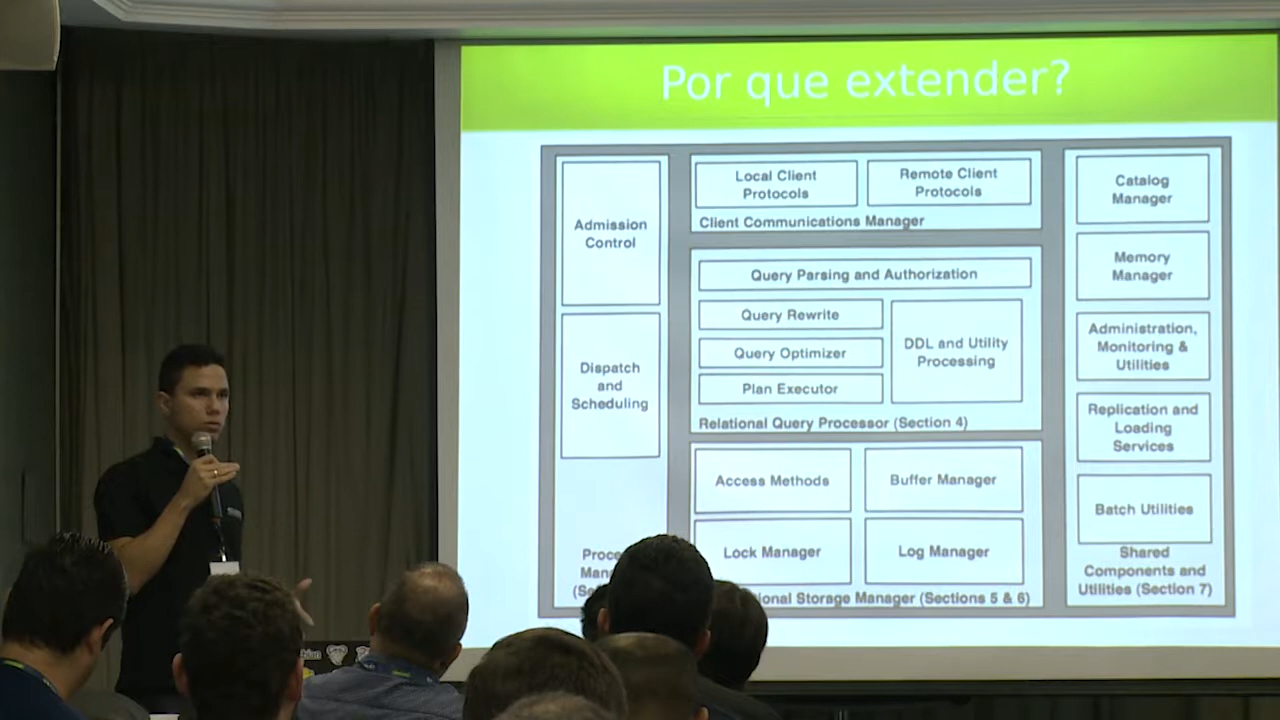 Por que extender?
Admission
Control
Dispatch
and
Scheduling
Local Client
Protocols
Remote Client
Protocols
Client Communications Manager
Query Parsing and Authorization
Query Rewrite
Query Optimizer
Plan Executor
DDL and Utility
Processing
Relational Query Processor (Section 4)
Access Methods
Buffer Manager
Lock Manager
Log Manager
Storage Manager (Sections 5 & 6)
Catalog
Manager
Memory
Manager
Administration,
Monitoring &
Utilities
Replication and
Loading
Services
Batch Utilities
Shared
Components and
Utilities (Section 7)